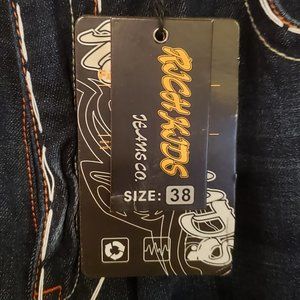 RICH KIDS
JEANS CO.
SIZE: 38